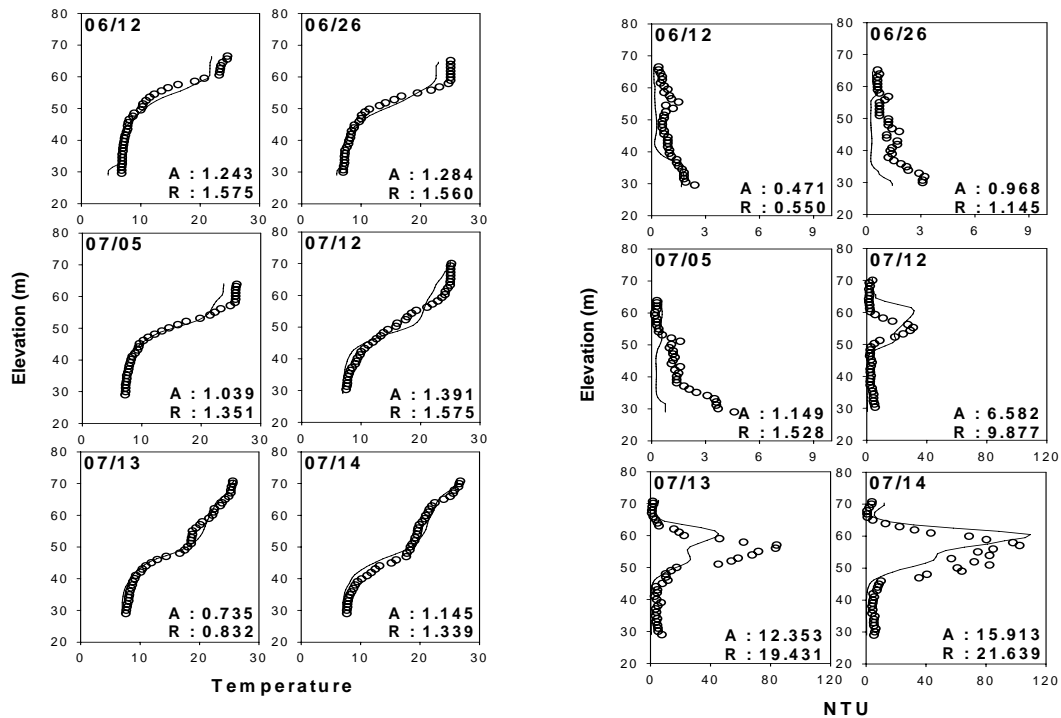 06/12
A : 1.243
R : 1.575
80
70
60
50
40
30
20
0 10 20 30
06/26
A : 1.284
R : 1.560
80
70
60
50
40
30
20
0 10 20 30
07/05
A : 1.039
R : 1.351
80
70
60
50
40
30
20
0 10 20 30
07/12
A : 1.391
R : 1.575
80
70
60
50
40
30
20
0 10 20 30
07/13
A : 0.735
R : 0.832
80
70
60
50
40
30
20
0 10 20 30
07/14
A : 1.145
R : 1.339
80
70
60
50
40
30
20
0 10 20 30
Elevation (m)
Temperature
06/12
A : 0.471
R : 0.550
80
70
60
50
40
30
20
0 3 6 9
06/26
A : 0.968
R : 1.145
80
70
60
50
40
30
20
0 3 6 9
07/05
A : 1.149
R : 1.528
80
70
60
50
40
30
20
0 3 6 9
07/12
A : 6.582
R : 9.877
80
70
60
50
40
30
20
0 40 80 120
07/13
A : 12.353
R : 19.431
80
70
60
50
40
30
20
0 40 80 120
07/14
A : 15.913
R : 21.639
80
70
60
50
40
30
20
0 40 80 120
Elevation (m)
NTU